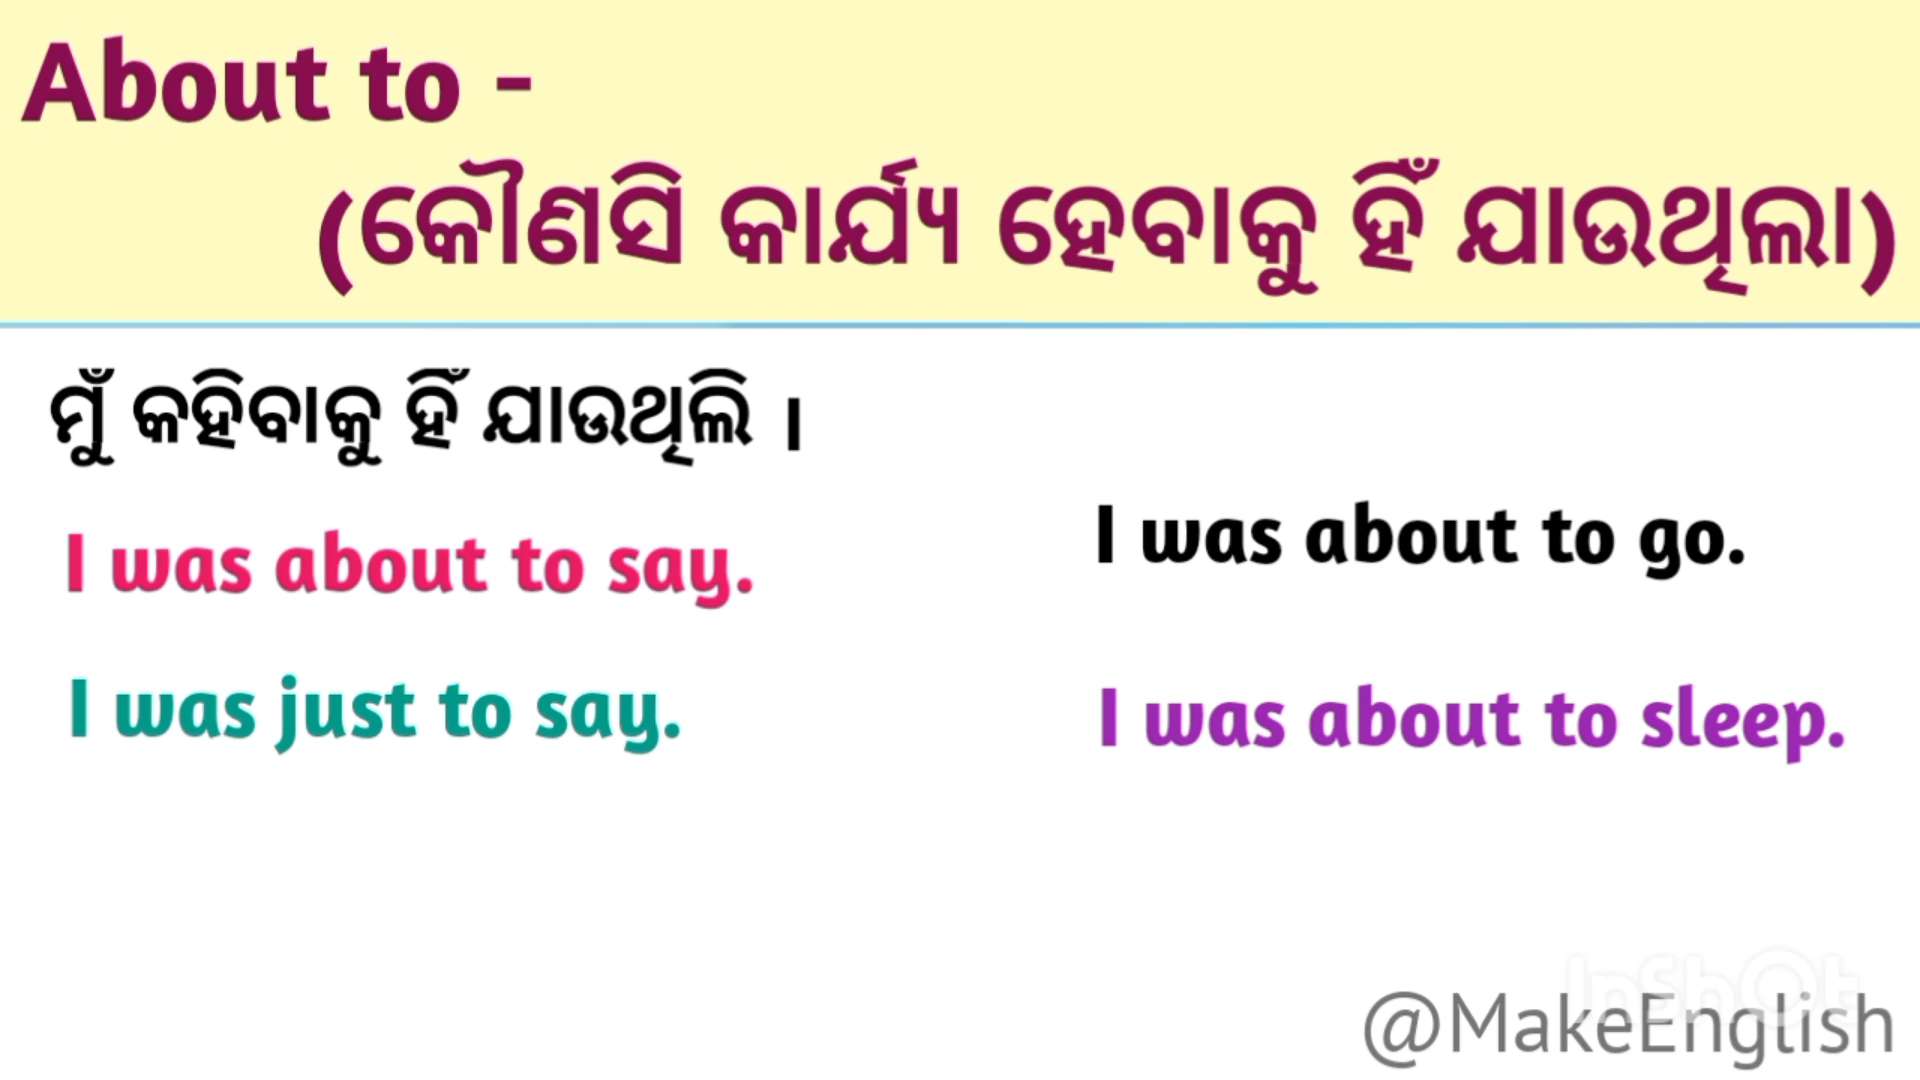 About to -
(କୌଣସି କାର୍ଯ୍ୟ ହେବାକୁ ହିଁ ଯାଉଥିଲା)
ମୁଁ କହିବାକୁ ହିଁ ଯାଉଥିଲି ।
I was about to say.
I was just to say.
I was about to go.
I was about to sleep.
InShOt
@MakeEnglish